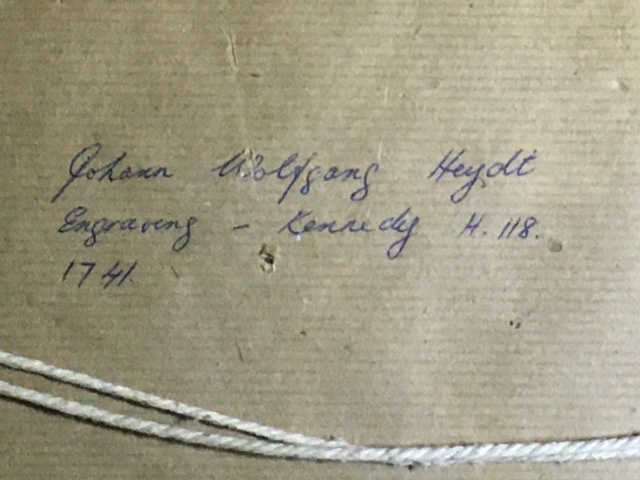 Johann Wolfgang Heydt
Engraving - Kennedy H. 118.
1741.